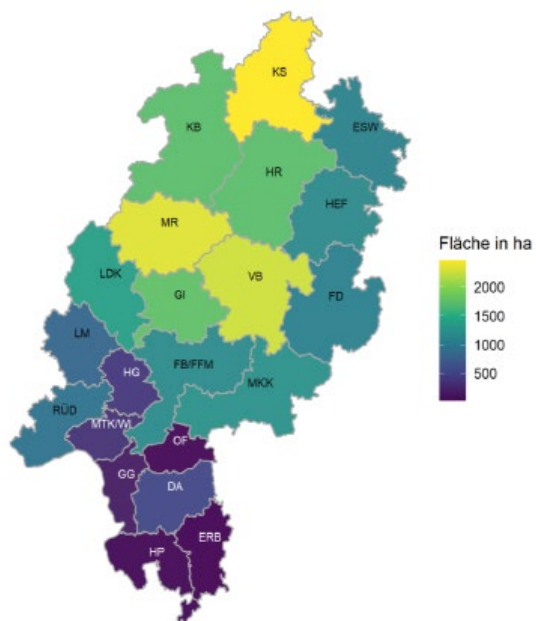 KS
KB
ESW
HR
HEF
MR
Fläche in ha
LDK
VB
2000
GI
FD
1500
LM
FB/FFM
1000
HG
MKK
500
RÜD
MTK/WI
OF
GG
DA
ERB
HP